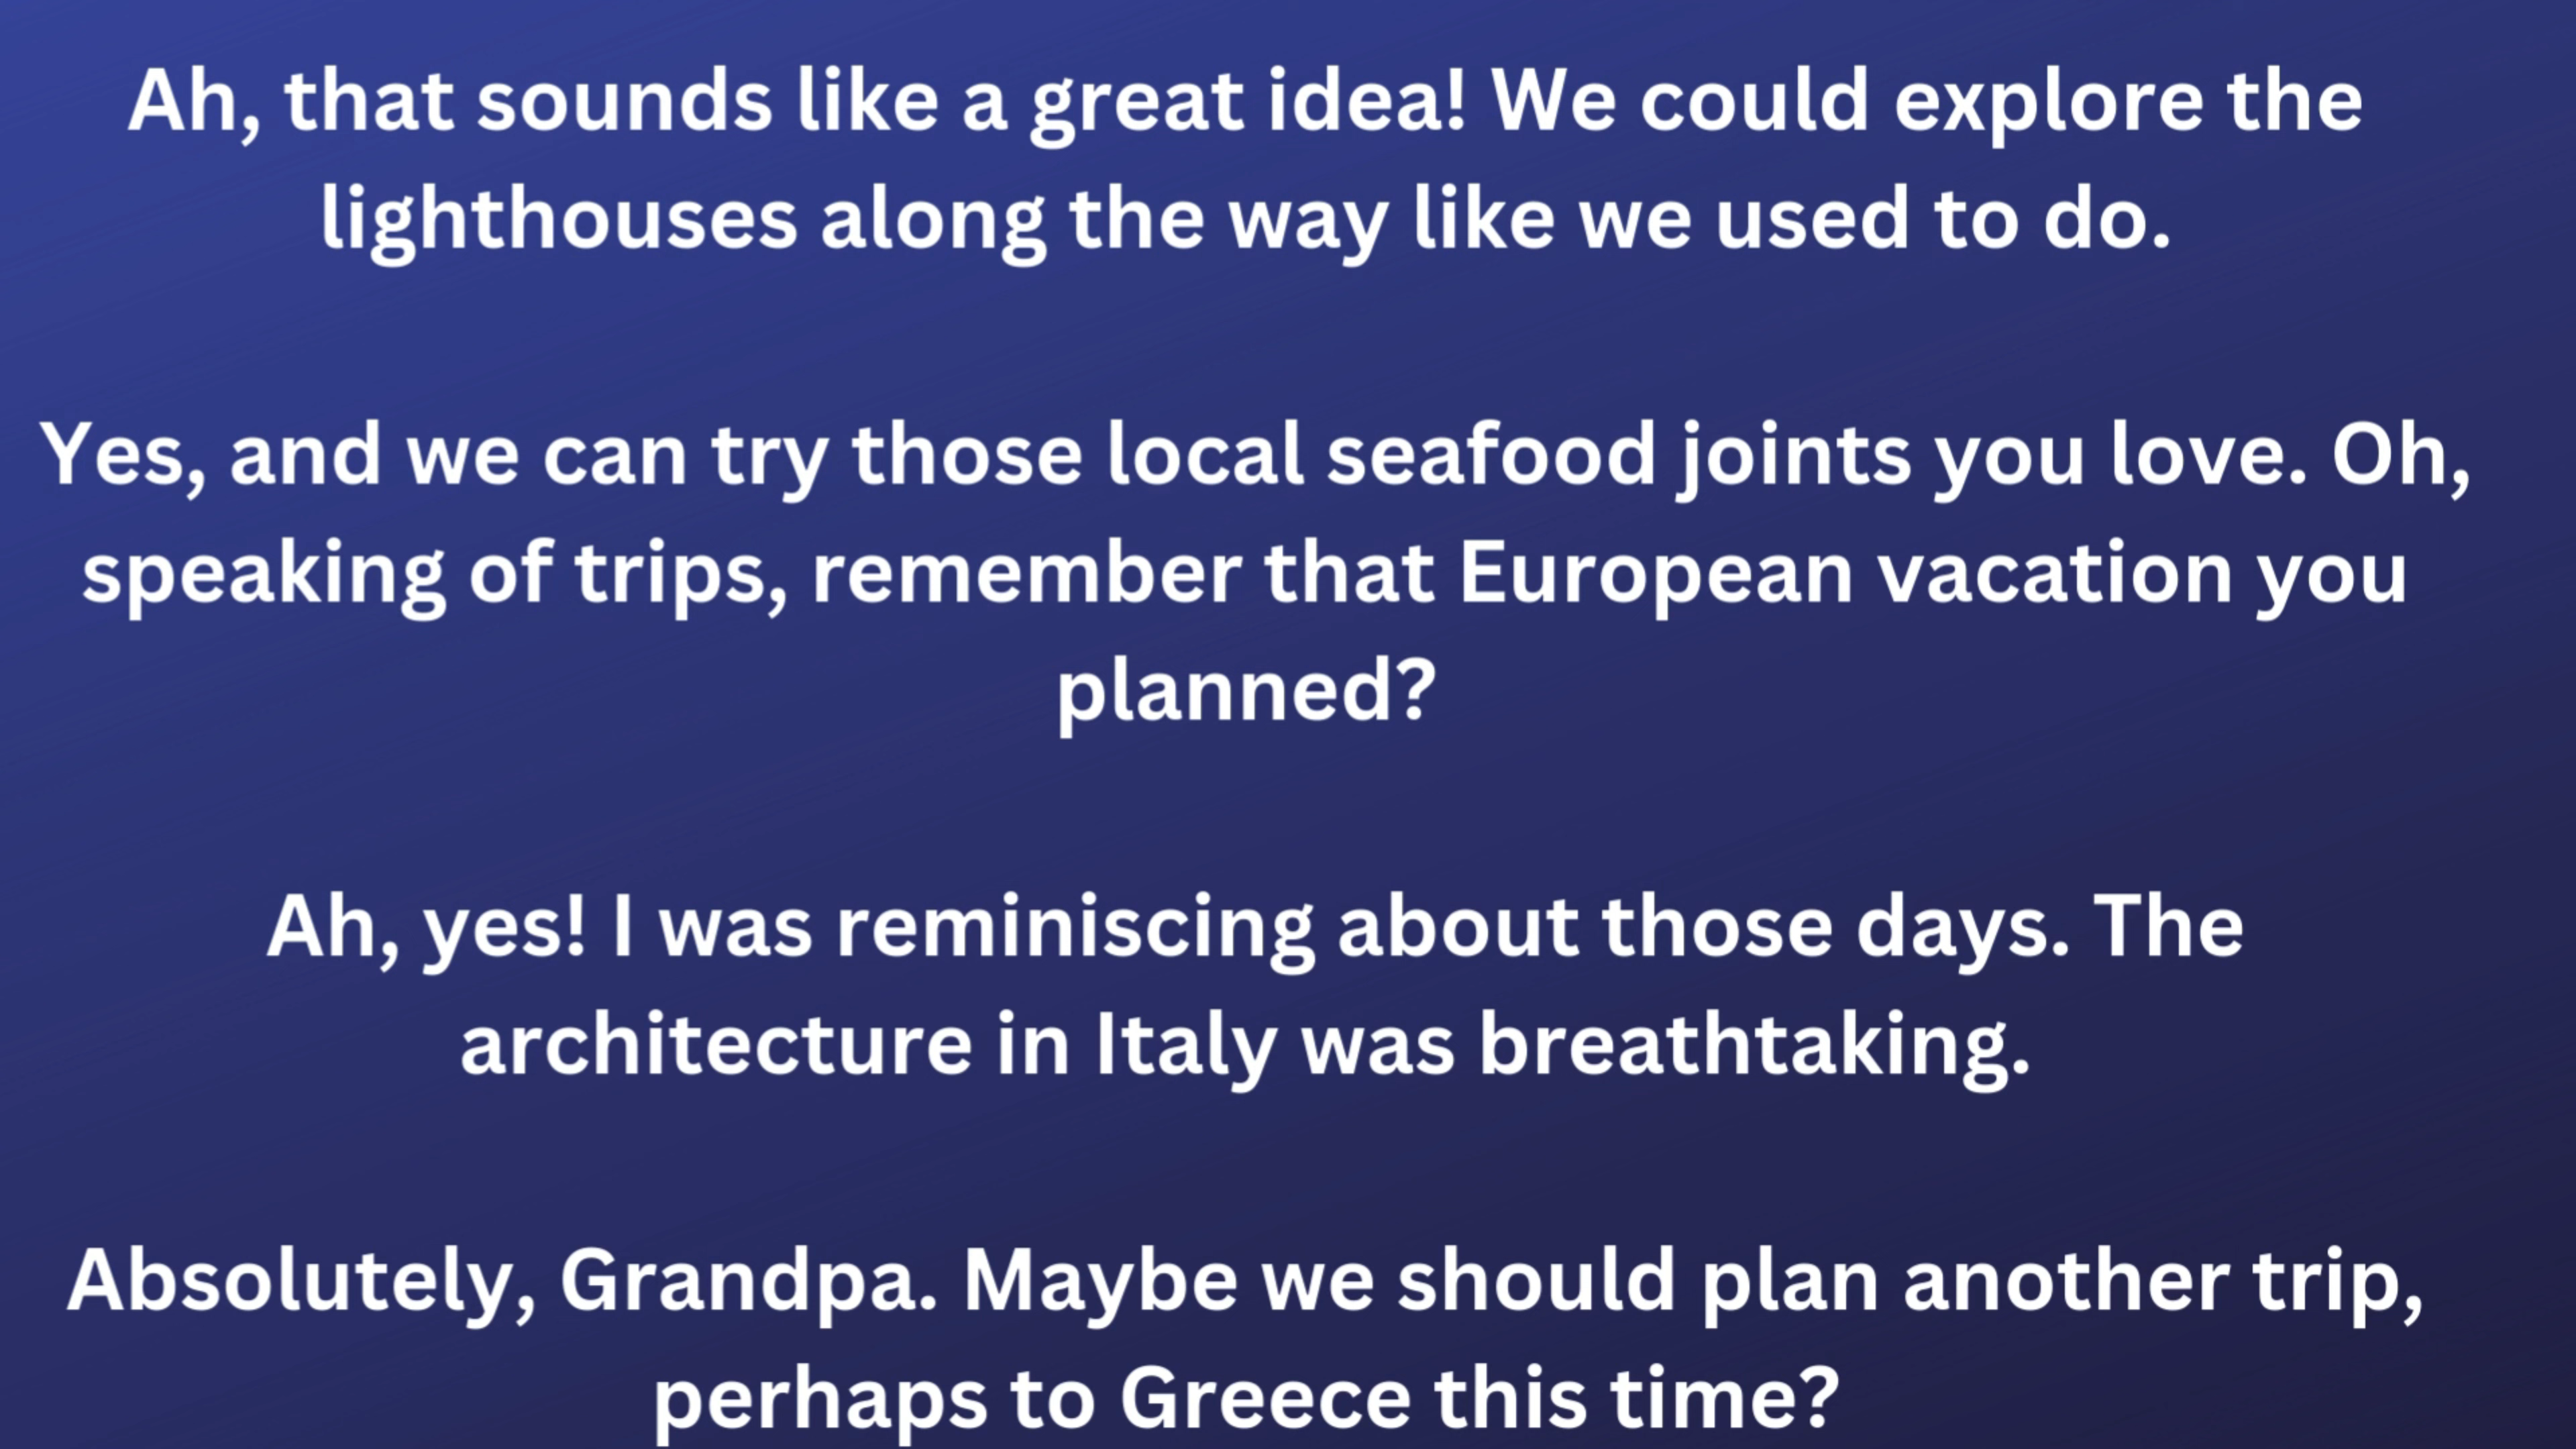 Ah, that sounds like a great idea! We could explore the
lighthouses along the way like we used to do.
Yes, and we can try those local seafood joints you love. Oh,
speaking of trips, remember that European vacation you
planned?
Ah, yes! I was reminiscing about those days. The
architecture in Italy was breathtaking.
Absolutely, Grandpa. Maybe we should plan another trip,
perhaps to Greece this time?